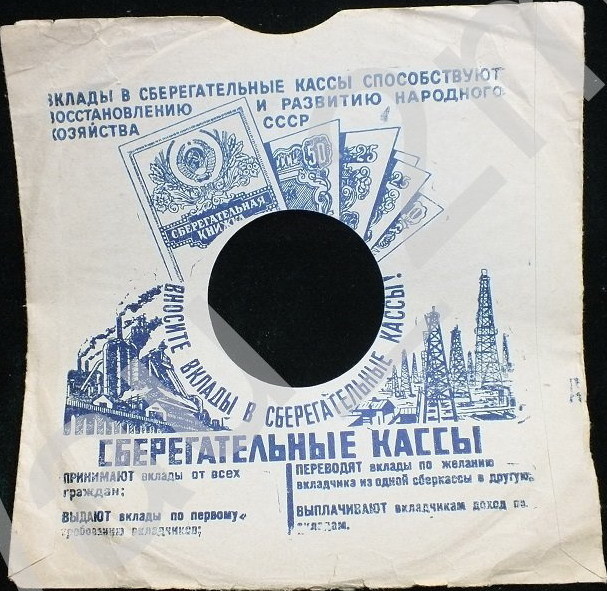 ВКЛАДЫ В СБЕРЕГАТЕЛЬНЫЕ КАССЫ СПОСОБСТВУЮТ
ВОССТАНОВЛЕНИЮ И РАЗВИТИЮ НАРОДНОГО
ХОЗЯЙСТВА СССР
СБЕРЕГАТЕЛЬНАЯ
КНИЖКА
50
25
ВНОСИТЕ ВКЛАДЫ В СБЕРЕГАТЕЛЬНЫЕ КАССЫ!
СБЕРЕГАТЕЛЬНЫЕ КАССЫ
ПРИНИМАЮТ вклады от всех
граждан;
ВЫДАЮТ вклады по первому
требованию вкладчиков;
ПЕРЕВОДЯТ вклады по желанию
вкладчика из одной сберкассы в другую,
ВЫПЛАЧИВАЮТ вкладчикам доход по
вкладам.